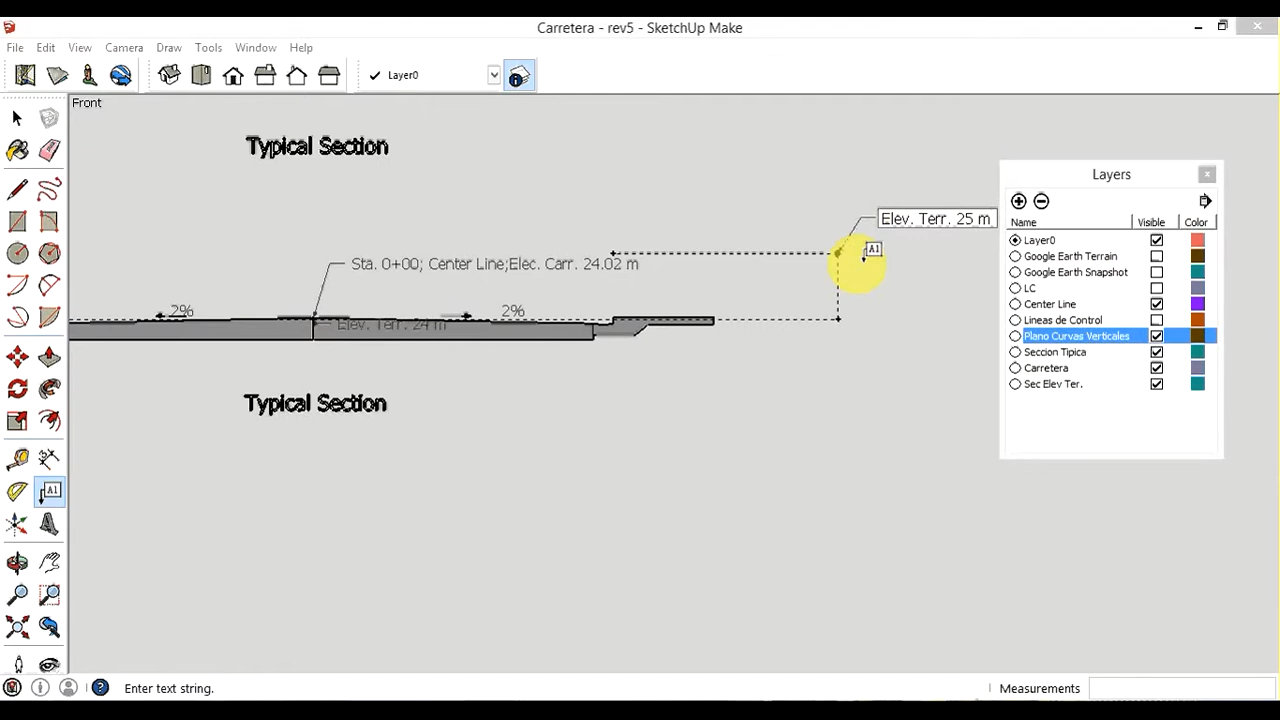 Carretera - rev5 - SketchUp Make
File Edit View Camera Draw Tools Window Help
Layer0
Front
Typical Section
Layers
Elev. Terr. 25 m
Name Visible Color
Layer0
Google Earth Terrain
Sta. 0+00; Center Line;Elec. Carr. 24.02 m
Google Earth Snapshot
LC
Center Line
2% 2%
Lineas de Control
Elev. Terr. 24 m
Plano Curvas Verticales
Seccion Tipica
Carretera
Sec Elev Ter.
Typical Section
A1
A1
Enter text string.
Measurements